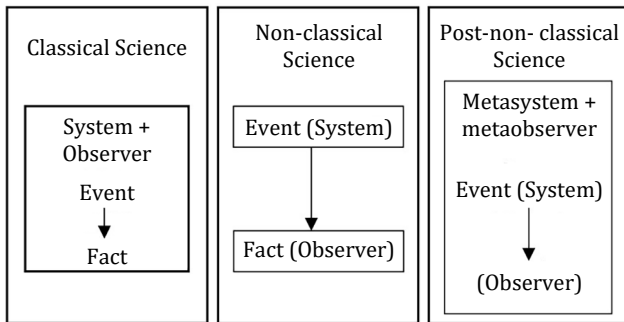 Classical Science
System +
Observer
Event
Fact
Non-classical
Science
Event (System)
Fact (Observer)
Post-non- classical
Science
Metasystem +
metaobserver
Event (System)
(Observer)